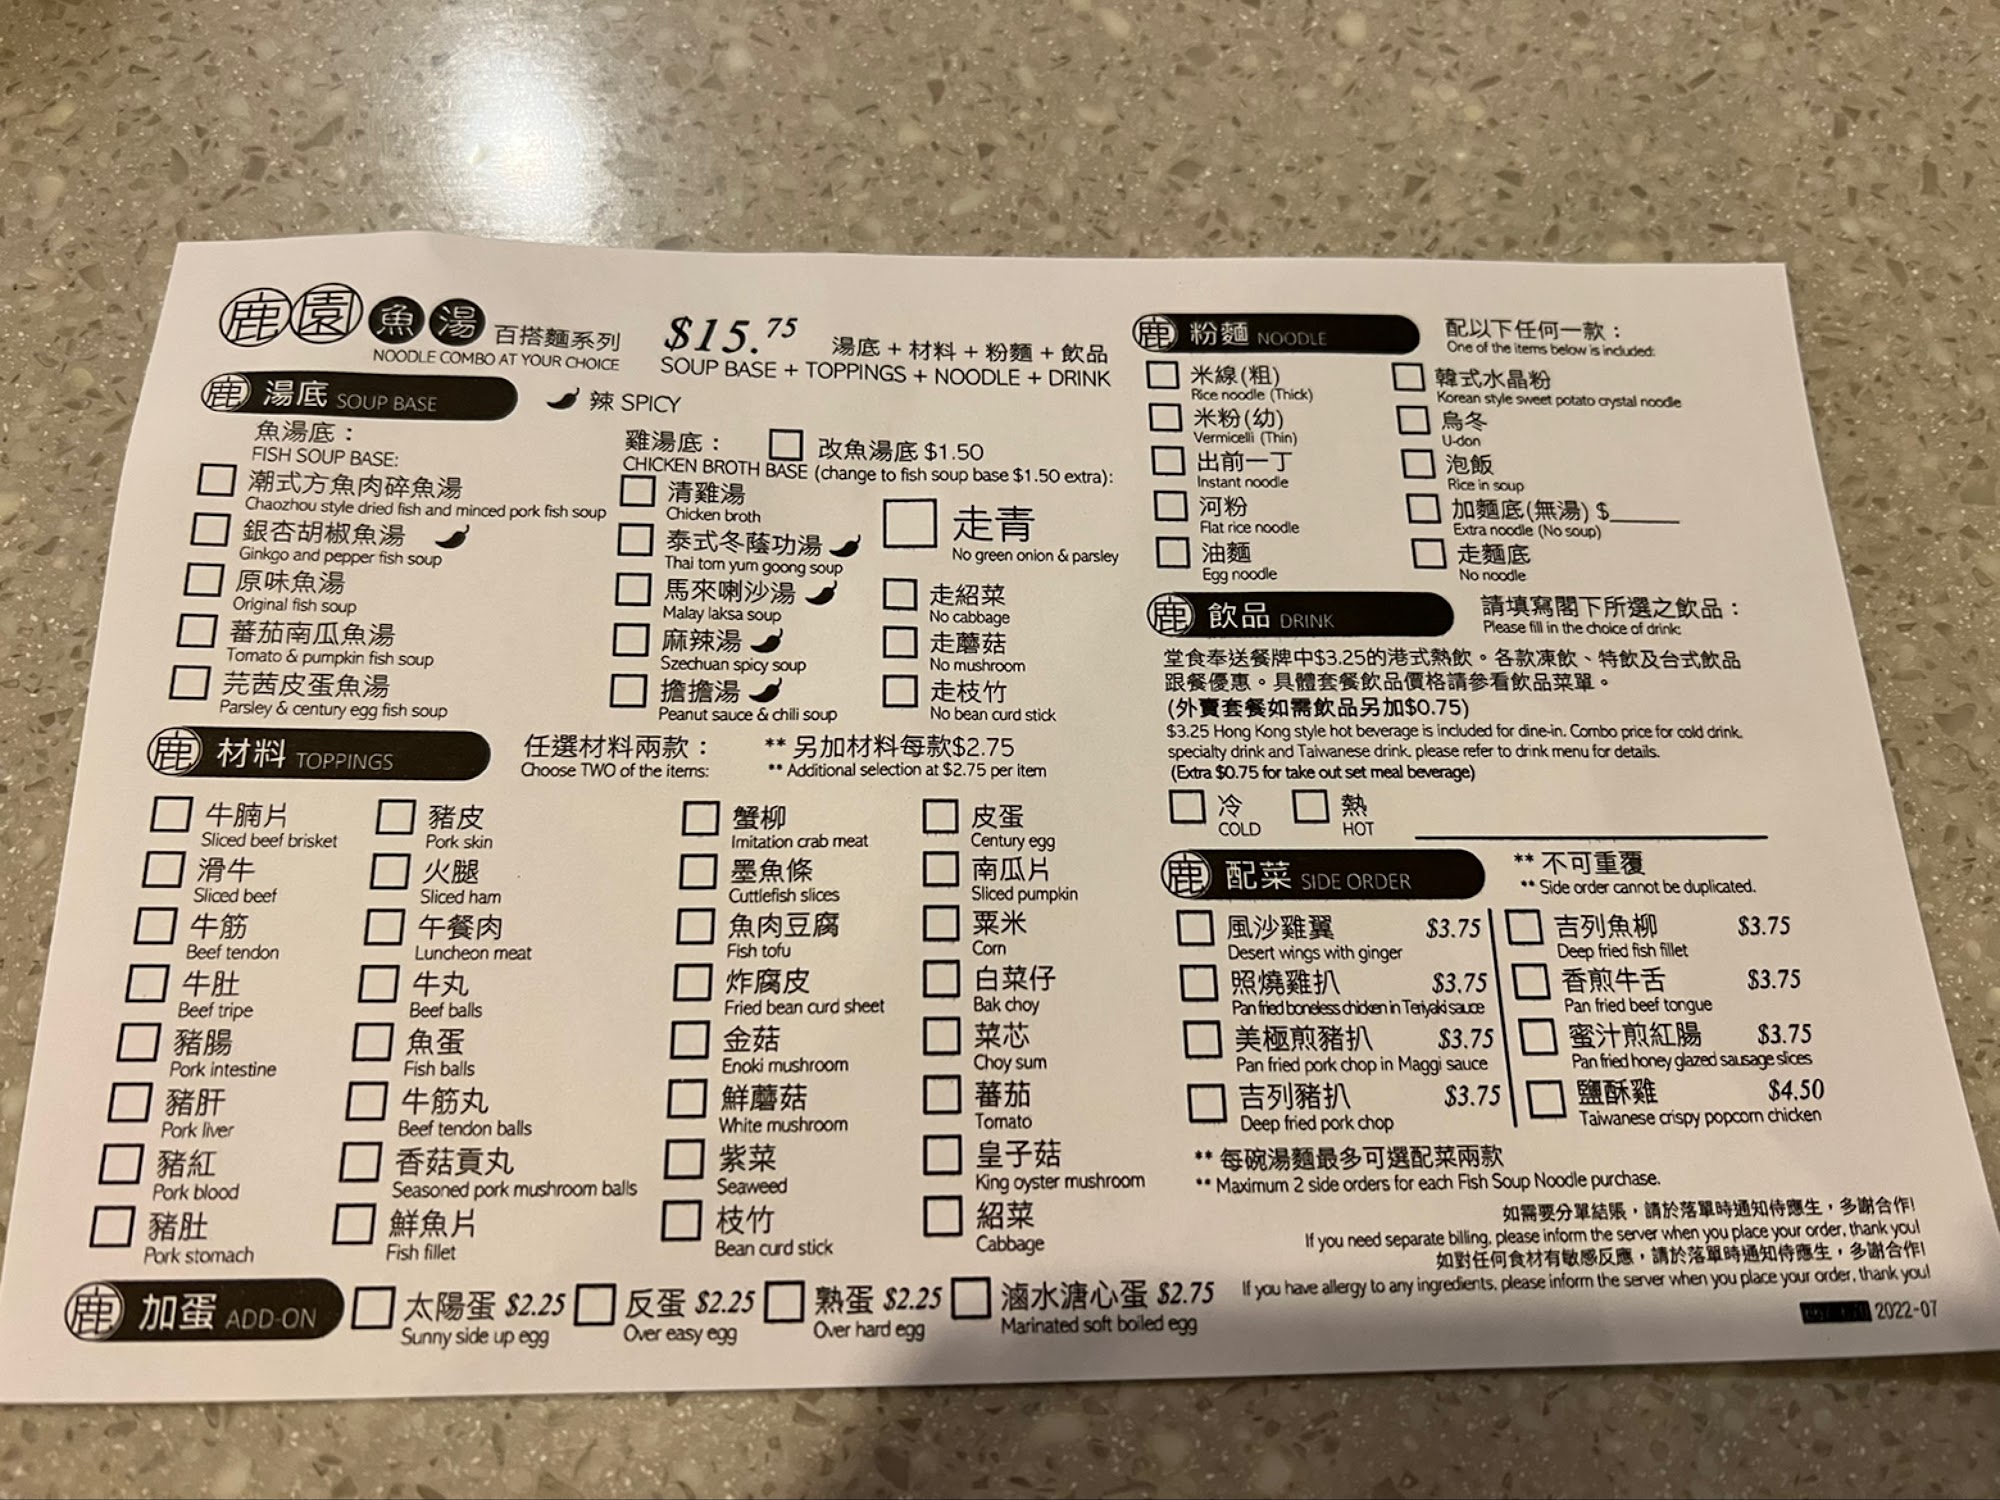 鹿園魚湯 百搭麵系列
NOODLE COMBO AT YOUR CHOICE
$15.75
湯底+材料+粉麵+飲品
SOUP BASE + TOPPINGS + NOODLE + DRINK
鹿 湯底 SOUP BASE
辣 SPICY
魚湯底：
FISH SOUP BASE:
潮式方魚肉碎魚湯
Chaozhou style dried fish and minced pork fish soup
銀杏胡椒魚湯
Ginkgo and pepper fish soup
原味魚湯
Original fish soup
蕃茄南瓜魚湯
Tomato & pumpkin fish soup
芫茜皮蛋魚湯
Parsley & century egg fish soup
雞湯底： 改魚湯底 $1.50
CHICKEN BROTH BASE (change to fish soup base $1.50 extra):
清雞湯
Chicken broth
泰式冬蔭功湯
Thai tom yum goong soup
馬來喇沙湯
Malay laksa soup
麻辣湯
Szechuan spicy soup
擔擔湯
Peanut sauce & chili soup
走青
No green onion & parsley
走紹菜
No cabbage
走蘑菇
No mushroom
走枝竹
No bean curd stick
鹿 材料 TOPPINGS
任選材料兩款：
Choose TWO of the items:
** 另加材料每款$2.75
** Additional selection at $2.75 per item
牛腩片
Sliced beef brisket
滑牛
Sliced beef
牛筋
Beef tendon
牛肚
Beef tripe
豬腸
Pork intestine
豬肝
Pork liver
豬紅
Pork blood
豬肚
Pork stomach
豬皮
Pork skin
火腿
Sliced ham
午餐肉
Luncheon meat
牛丸
Beef balls
魚蛋
Fish balls
牛筋丸
Beef tendon balls
香菇貢丸
Seasoned pork mushroom balls
鮮魚片
Fish fillet
蟹柳
Imitation crab meat
墨魚條
Cuttlefish slices
魚肉豆腐
Fish tofu
炸腐皮
Fried bean curd sheet
金菇
Enoki mushroom
鮮蘑菇
White mushroom
紫菜
Seaweed
枝竹
Bean curd stick
皮蛋
Century egg
南瓜片
Sliced pumpkin
粟米
Corn
白菜仔
Bak choy
菜芯
Choy sum
蕃茄
Tomato
皇子菇
King oyster mushroom
紹菜
Cabbage
鹿 加蛋 ADD-ON
太陽蛋 $2.25
Sunny side up egg
反蛋 $2.25
Over easy egg
熟蛋 $2.25
Over hard egg
滷水溏心蛋 $2.75
Marinated soft boiled egg
鹿 粉麵 NOODLE
配以下任何一款：
One of the items below is included:
米線(粗)
Rice noodle (Thick)
米粉(幼)
Vermicelli (Thin)
出前一丁
Instant noodle
河粉
Flat rice noodle
油麵
Egg noodle
韓式水晶粉
Korean style sweet potato crystal noodle
烏冬
U-don
泡飯
Rice in soup
加麵底(無湯) $______
Extra noodle (No soup)
走麵底
No noodle
鹿 飲品 DRINK
請填寫閣下所選之飲品：
Please fill in the choice of drink:
堂食奉送餐牌中$3.25的港式熱飲。各款凍飲、特飲及台式飲品
跟餐優惠。具體套餐飲品價格請參看飲品菜單。
(外賣套餐如需飲品另加$0.75)
$3.25 Hong Kong style hot beverage is included for dine-in. Combo price for cold drink,
specialty drink and Taiwanese drink, please refer to drink menu for details.
(Extra $0.75 for take out set meal beverage)
冷
COLD
熱
HOT
鹿 配菜 SIDE ORDER
** 不可重覆
** Side order cannot be duplicated.
風沙雞翼 $3.75
Desert wings with ginger
照燒雞扒 $3.75
Pan fried boneless chicken in Teriyaki sauce
美極煎豬扒 $3.75
Pan fried pork chop in Maggi sauce
吉列豬扒 $3.75
Deep fried pork chop
吉列魚柳 $3.75
Deep fried fish fillet
香煎牛舌 $3.75
Pan fried beef tongue
蜜汁煎紅腸 $3.75
Pan fried honey glazed sausage slices
鹽酥雞 $4.50
Taiwanese crispy popcorn chicken
** 每碗湯麵最多可選配菜兩款
** Maximum 2 side orders for each Fish Soup Noodle purchase.
如需要分單結賬，請於落單時通知侍應生，多謝合作!
If you need separate billing, please inform the server when you place your order, thank you!
如對任何食材有敏感反應，請於落單時通知侍應生，多謝合作!
If you have allergy to any ingredients, please inform the server when you place your order, thank you!
2022-07